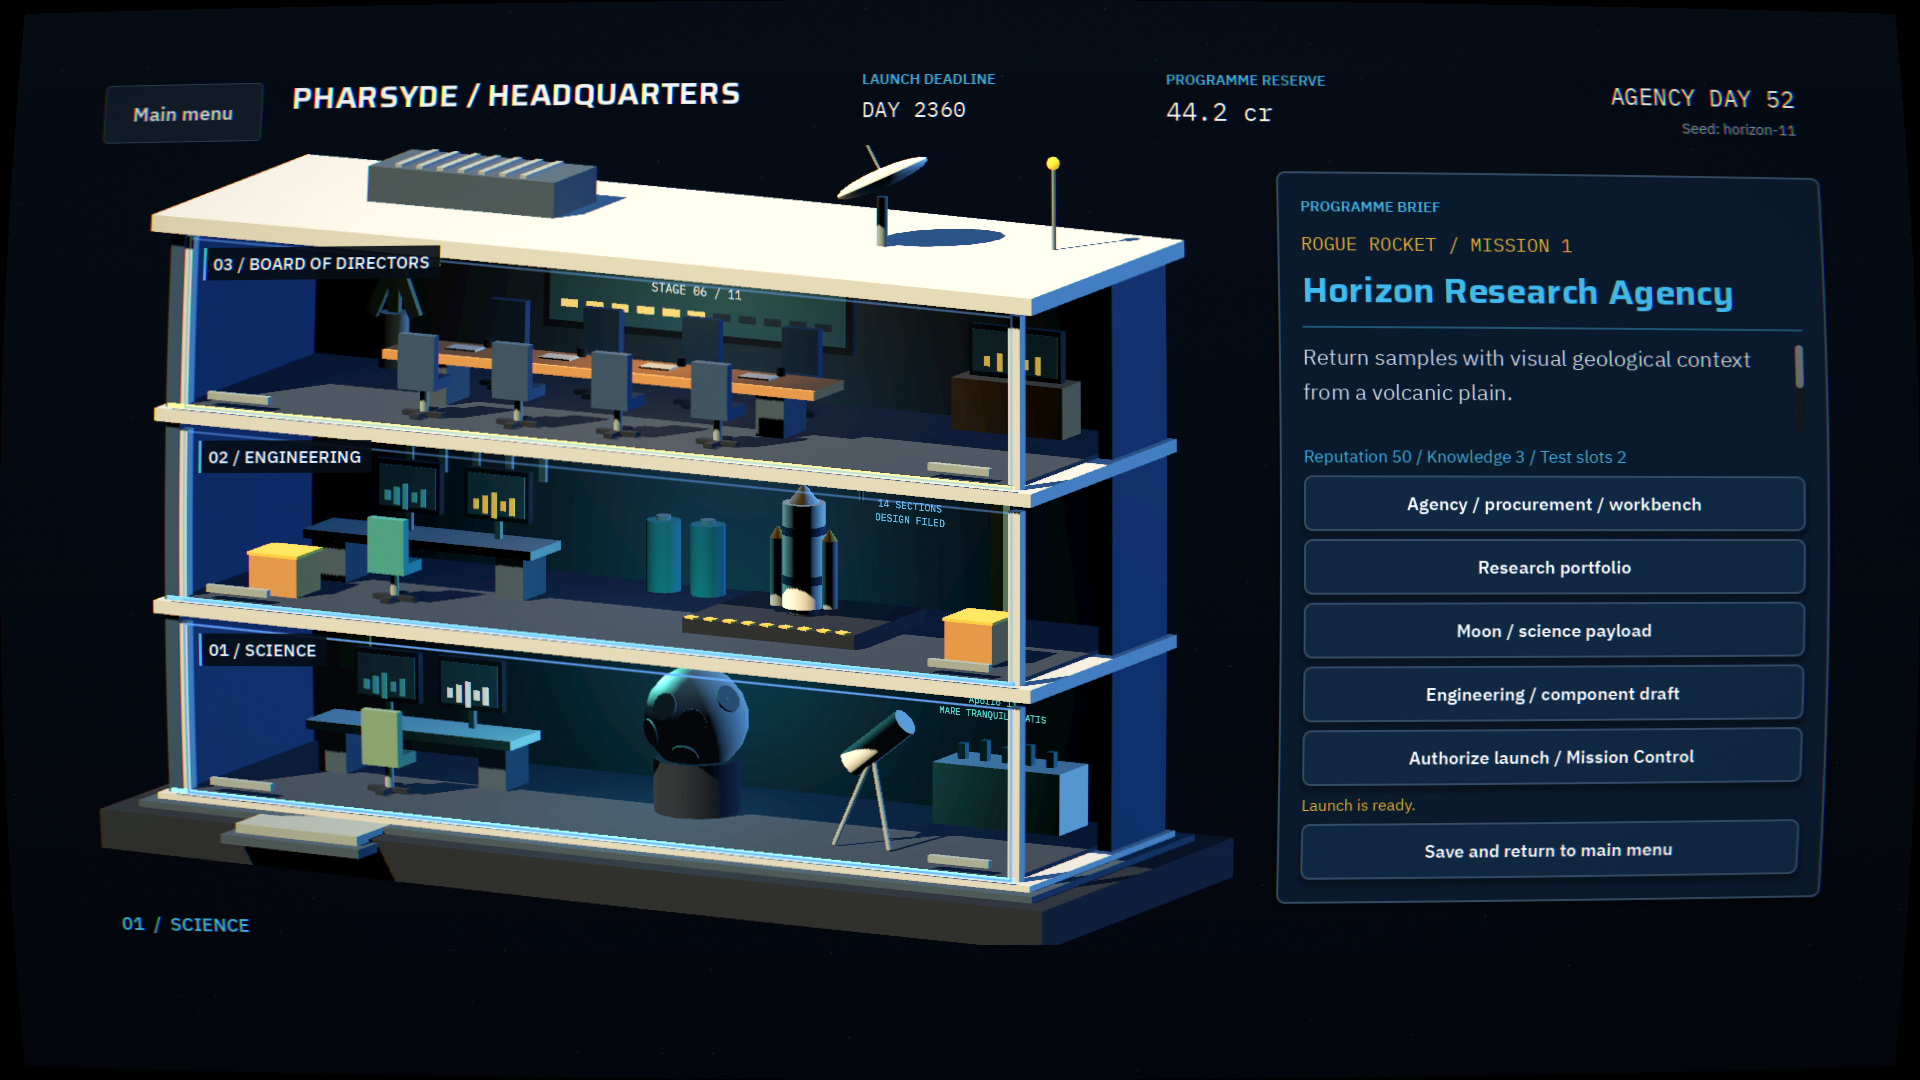 Main menu
PHARSYDE / HEADQUARTERS
LAUNCH DEADLINE
DAY 2360
PROGRAMME RESERVE
44.2 cr
AGENCY DAY 52
Seed: horizon-11
03 / BOARD OF DIRECTORS
STAGE 06 / 11
02 / ENGINEERING
14 SECTIONS
DESIGN FILED
01 / SCIENCE
MARE
01 / SCIENCE
PROGRAMME BRIEF
ROGUE ROCKET / MISSION 1
Horizon Research Agency
Return samples with visual geological context
from a volcanic plain.
Reputation 50 / Knowledge 3 / Test slots 2
Agency / procurement / workbench
Research portfolio
Moon / science payload
Engineering / component draft
Authorize launch / Mission Control
Launch is ready.
Save and return to main menu